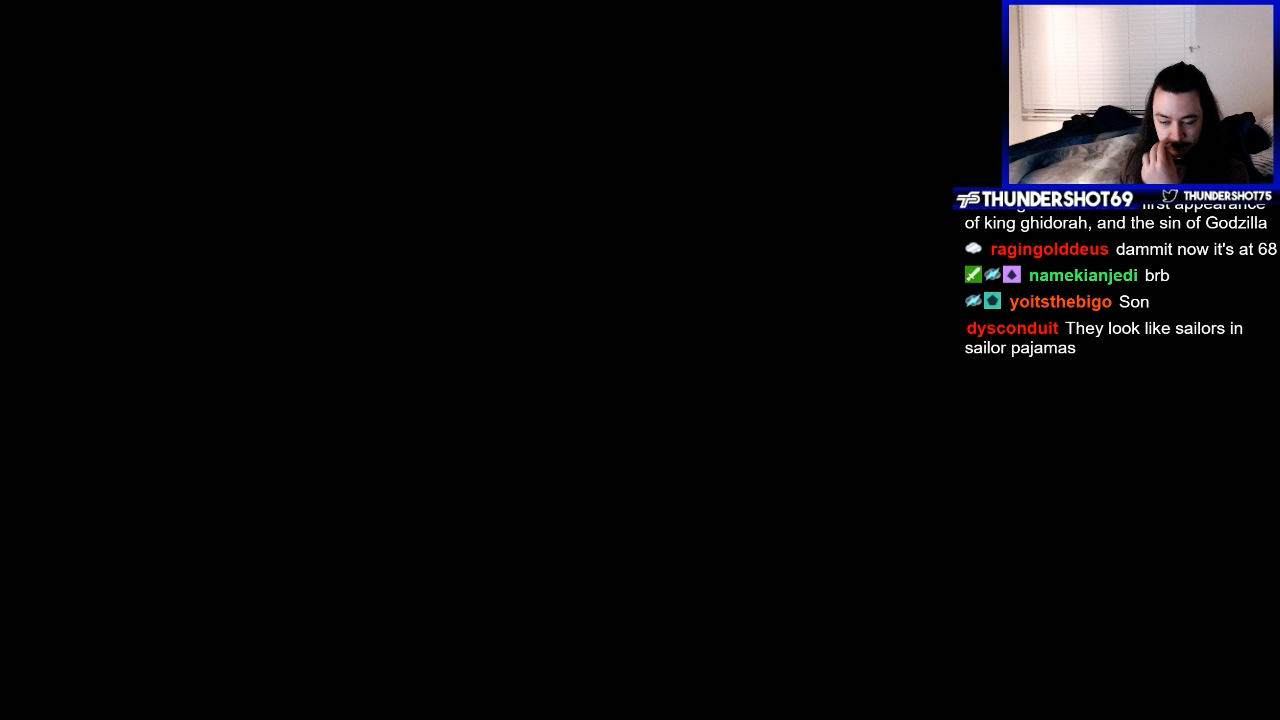 THUNDERSHOT69
THUNDERSHOT75
first appearance
of king ghidorah, and the sin of Godzilla
ragingolddeus dammit now it's at 68
namekianjedi brb
yoitsthebigo Son
dysconduit They look like sailors in
sailor pajamas